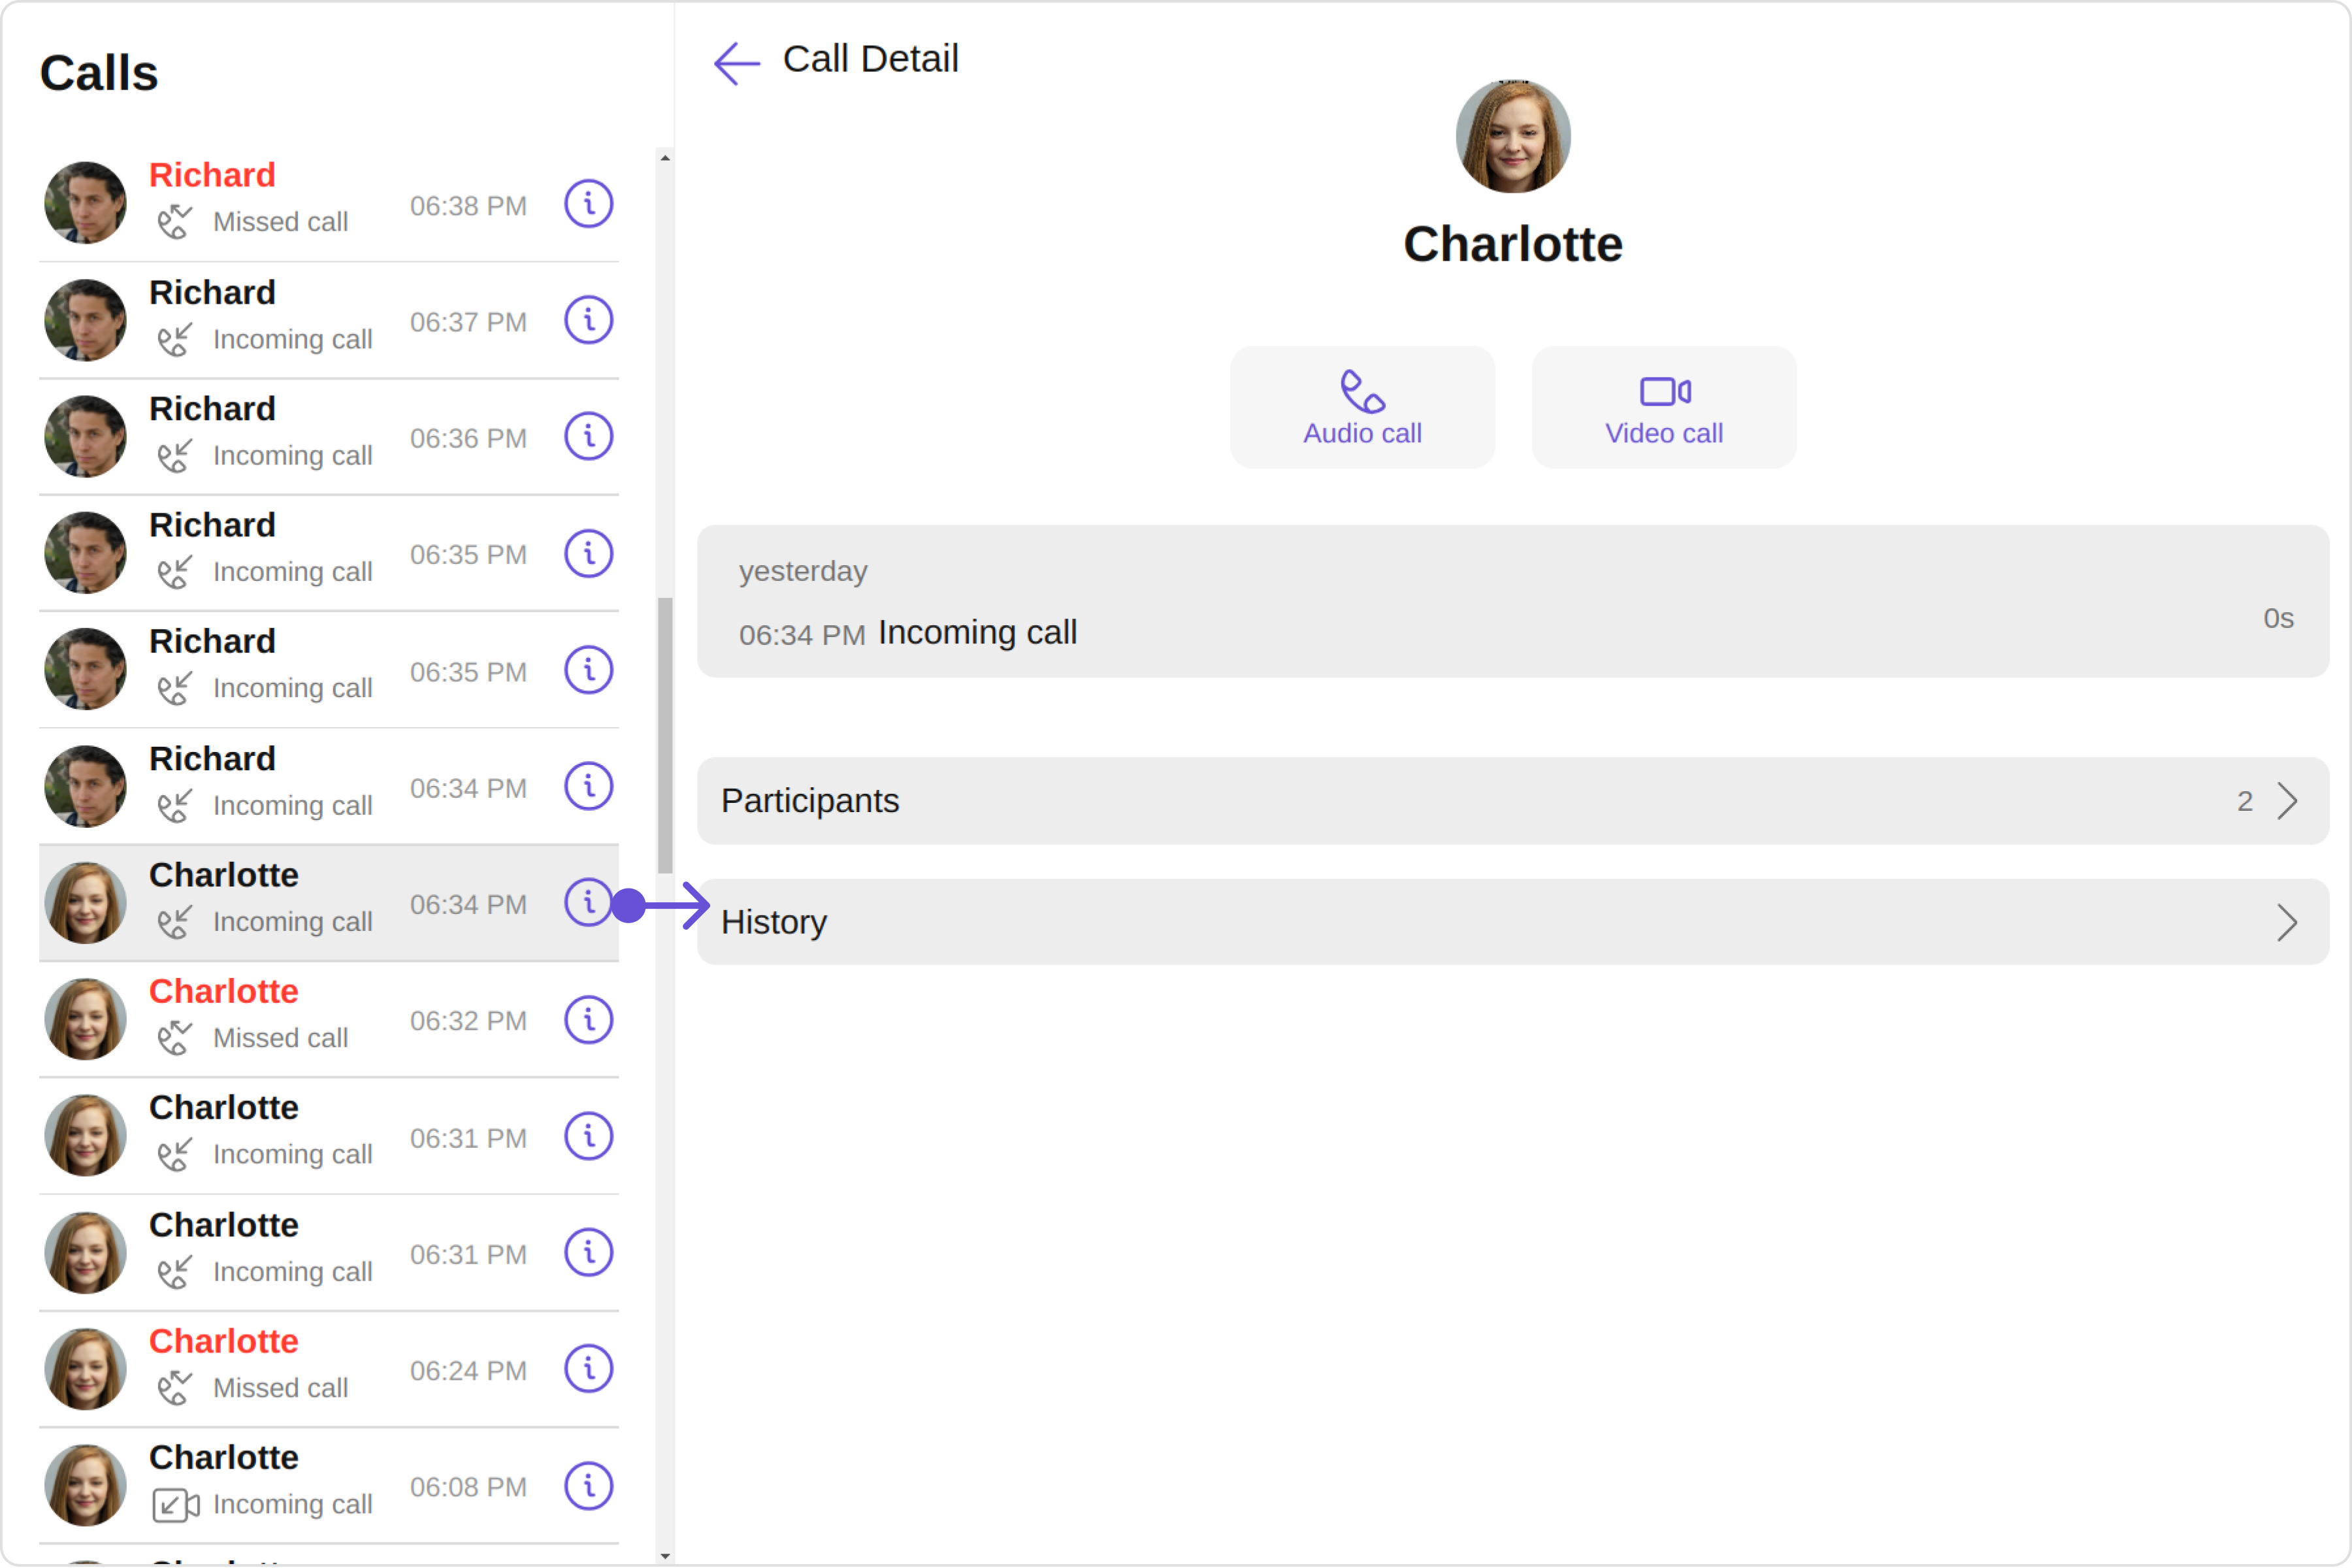 Calls
Richard
Missed call
06:38 PM
Richard
Incoming call
06:37 PM
Richard
Incoming call
06:36 PM
Richard
Incoming call
06:35 PM
Richard
Incoming call
06:35 PM
Richard
Incoming call
06:34 PM
Charlotte
Incoming call
06:34 PM
Charlotte
Missed call
06:32 PM
Charlotte
Incoming call
06:31 PM
Charlotte
Incoming call
06:31 PM
Charlotte
Missed call
06:24 PM
Charlotte
Incoming call
06:08 PM
Call Detail
Charlotte
Audio call
Video call
yesterday
06:34 PM Incoming call
0s
Participants
2
History